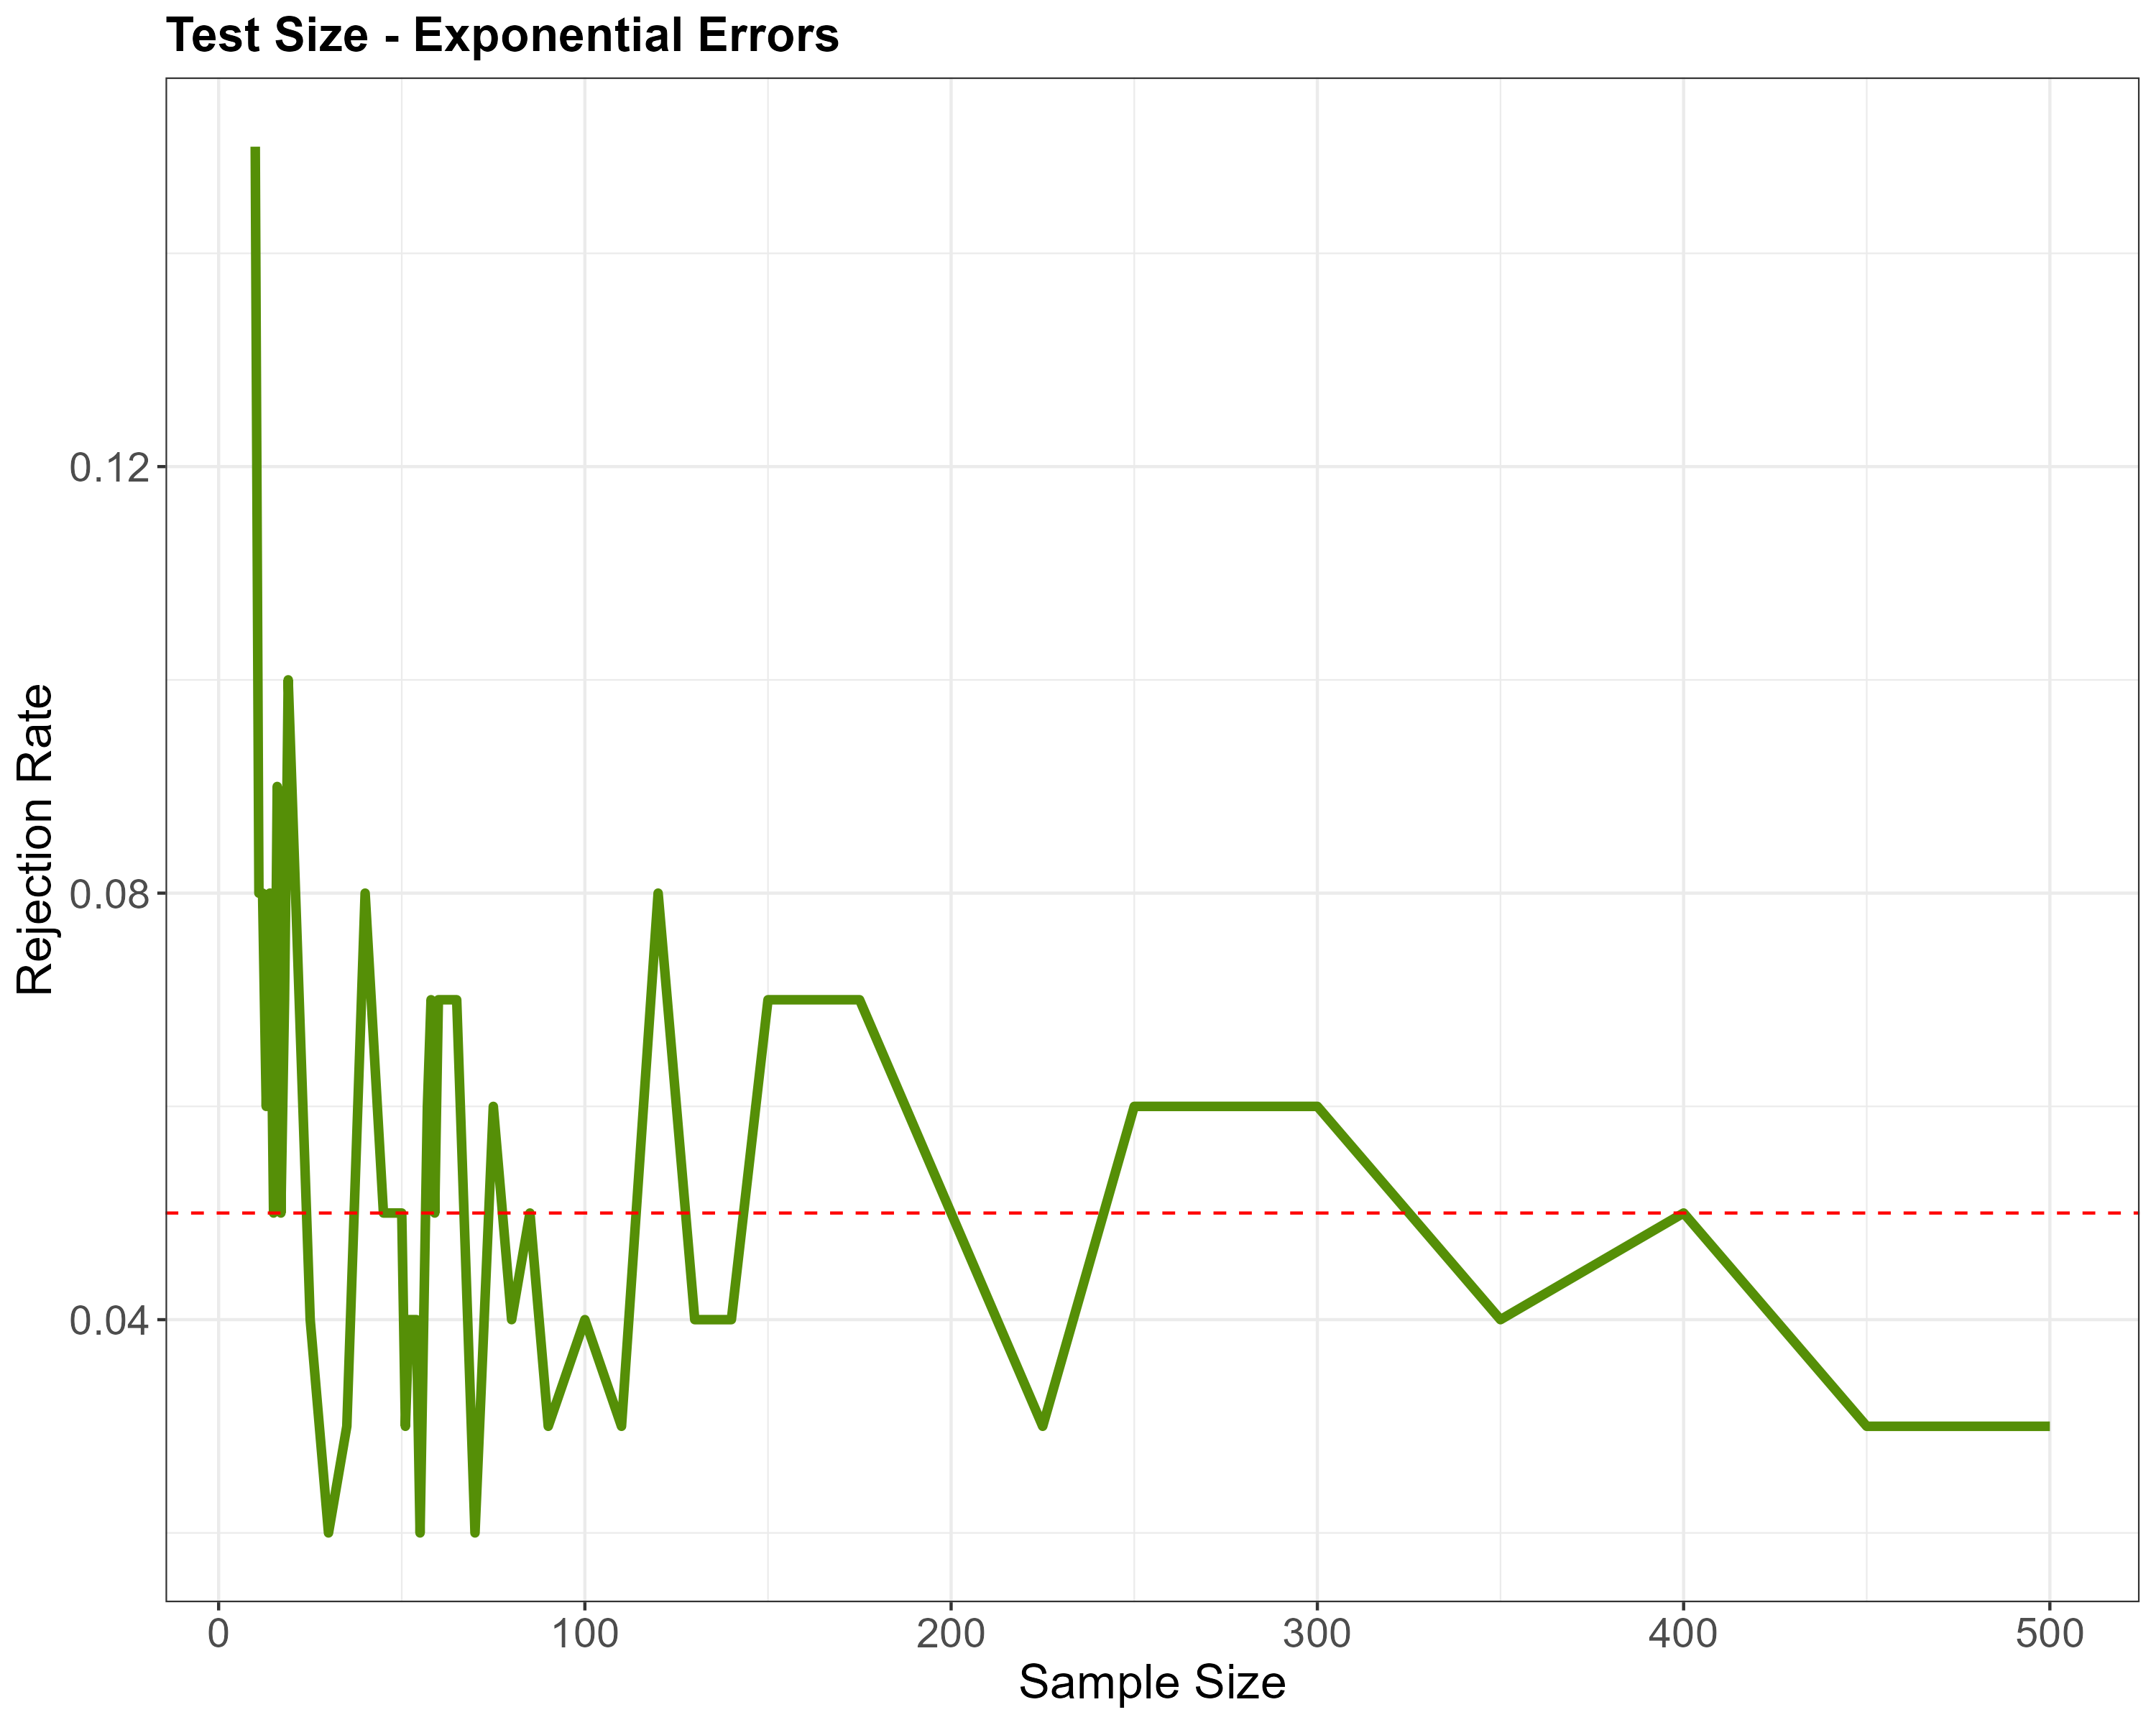 Test Size - Exponential Errors
Rejection Rate
0.12
0.08
0.04
0 100 200 300 400 500
Sample Size